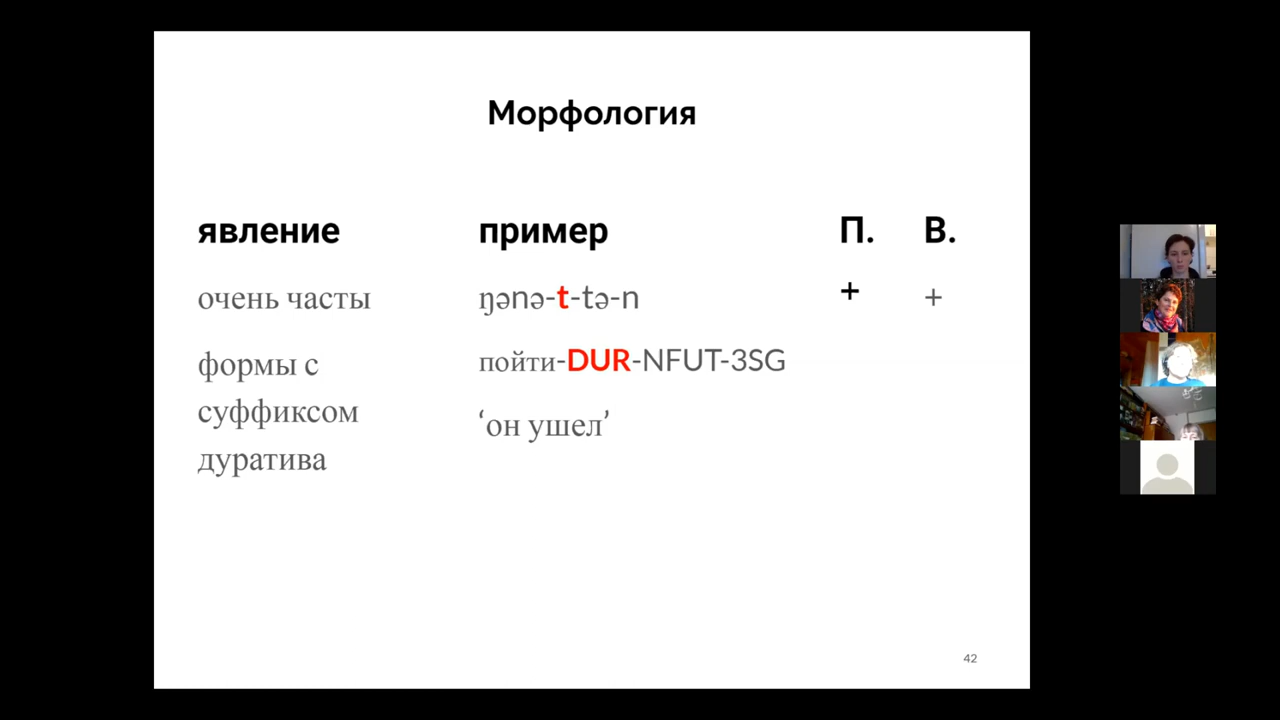 Морфология
явление пример П. В.
очень часты ŋənə-t-tə-n + +
формы с пойти-DUR-NFUT-3SG
суффиксом ‘он ушел’
дуратива
42